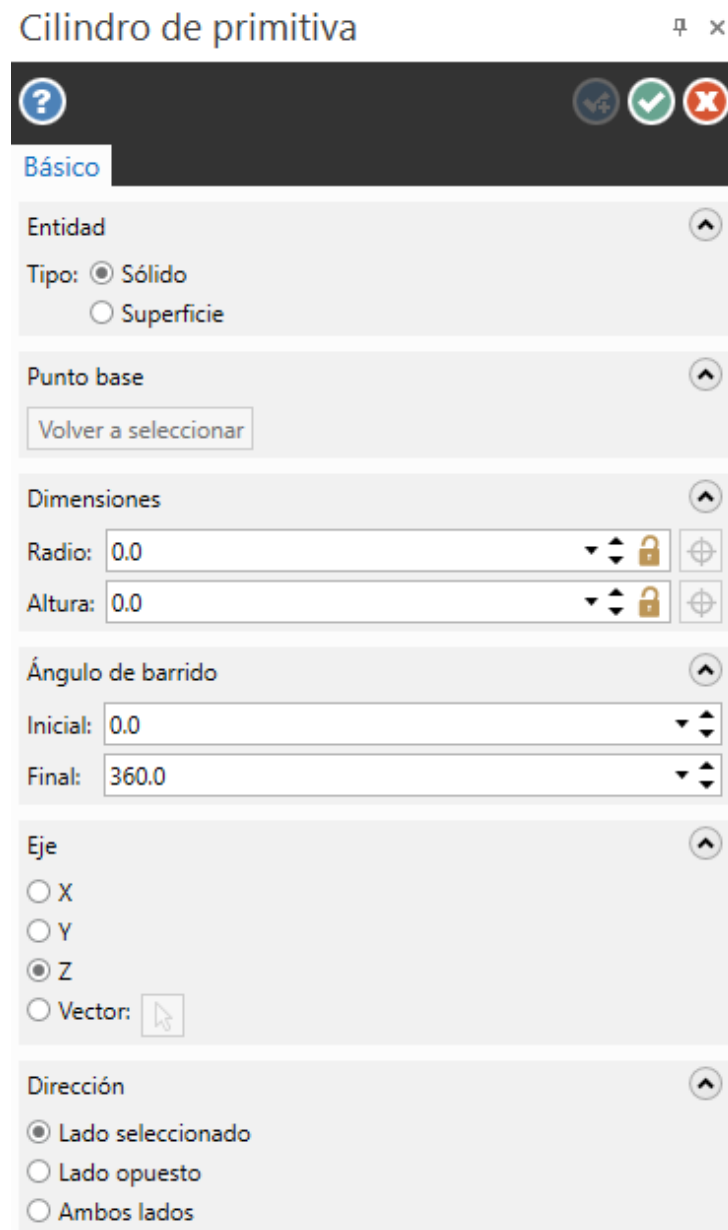 Cilindro de primitiva
Básico
Entidad
Tipo: Sólido
Superficie
Punto base
Volver a seleccionar
Dimensiones
Radio: 0.0
Altura: 0.0
Ángulo de barrido
Inicial: 0.0
Final: 360.0
Eje
X
Y
Z
Vector:
Dirección
Lado seleccionado
Lado opuesto
Ambos lados